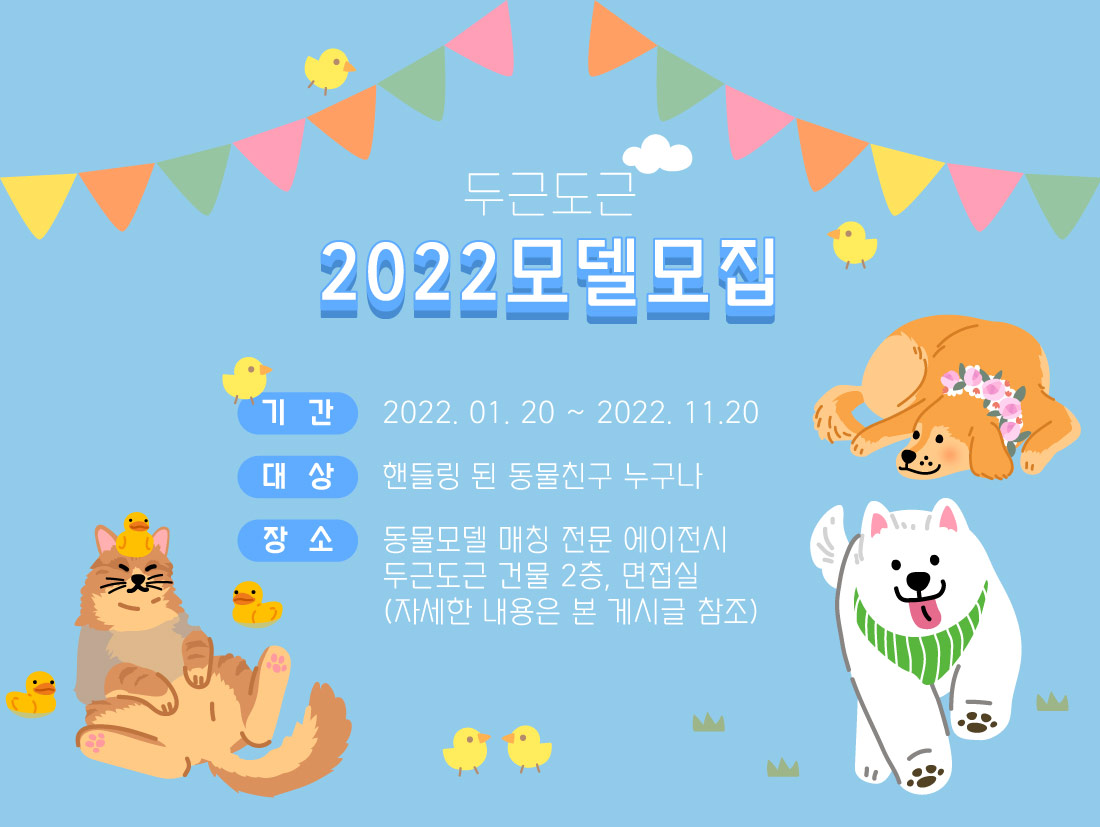 두근도근
2022모델모집
기 간 2022. 01. 20 ~ 2022. 11.20
대 상 핸들링 된 동물친구 누구나
장 소 동물모델 매칭 전문 에이전시
두근도근 건물 2층, 면접실
(자세한 내용은 본 게시글 참조)